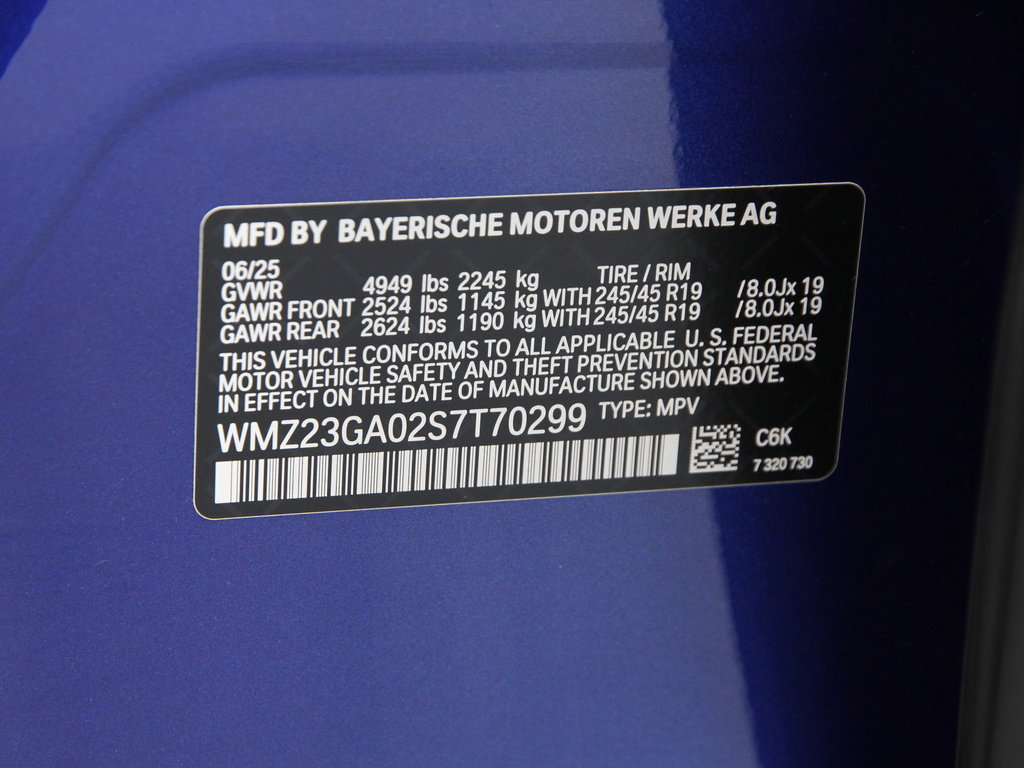 MFD BY BAYERISCHE MOTOREN WERKE AG
06/25
GVWR 4949 lbs 2245 kg TIRE / RIM
GAWR FRONT 2524 lbs 1145 kg WITH 245/45 R19 /8.0Jx 19
GAWR REAR 2624 lbs 1190 kg WITH 245/45 R19 /8.0Jx 19
THIS VEHICLE CONFORMS TO ALL APPLICABLE U. S. FEDERAL
MOTOR VEHICLE SAFETY AND THEFT PREVENTION STANDARDS
IN EFFECT ON THE DATE OF MANUFACTURE SHOWN ABOVE.
WMZ23GA02S7T70299 TYPE: MPV
C6K
7 320 730